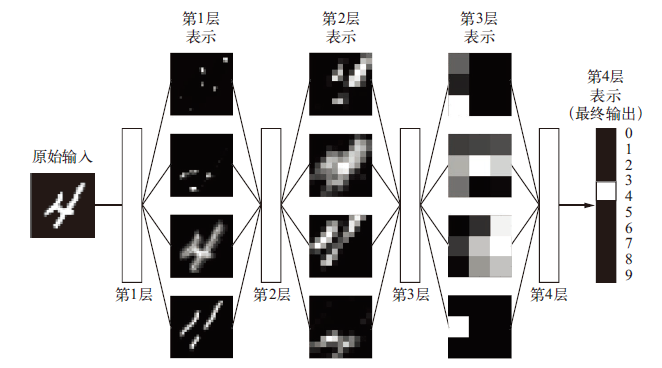 第1层
表示
第2层
表示
第3层
表示
第4层
表示
(最终输出)
原始输入
0
1
2
3
4
5
6
7
8
9
第1层
第2层
第3层
第4层